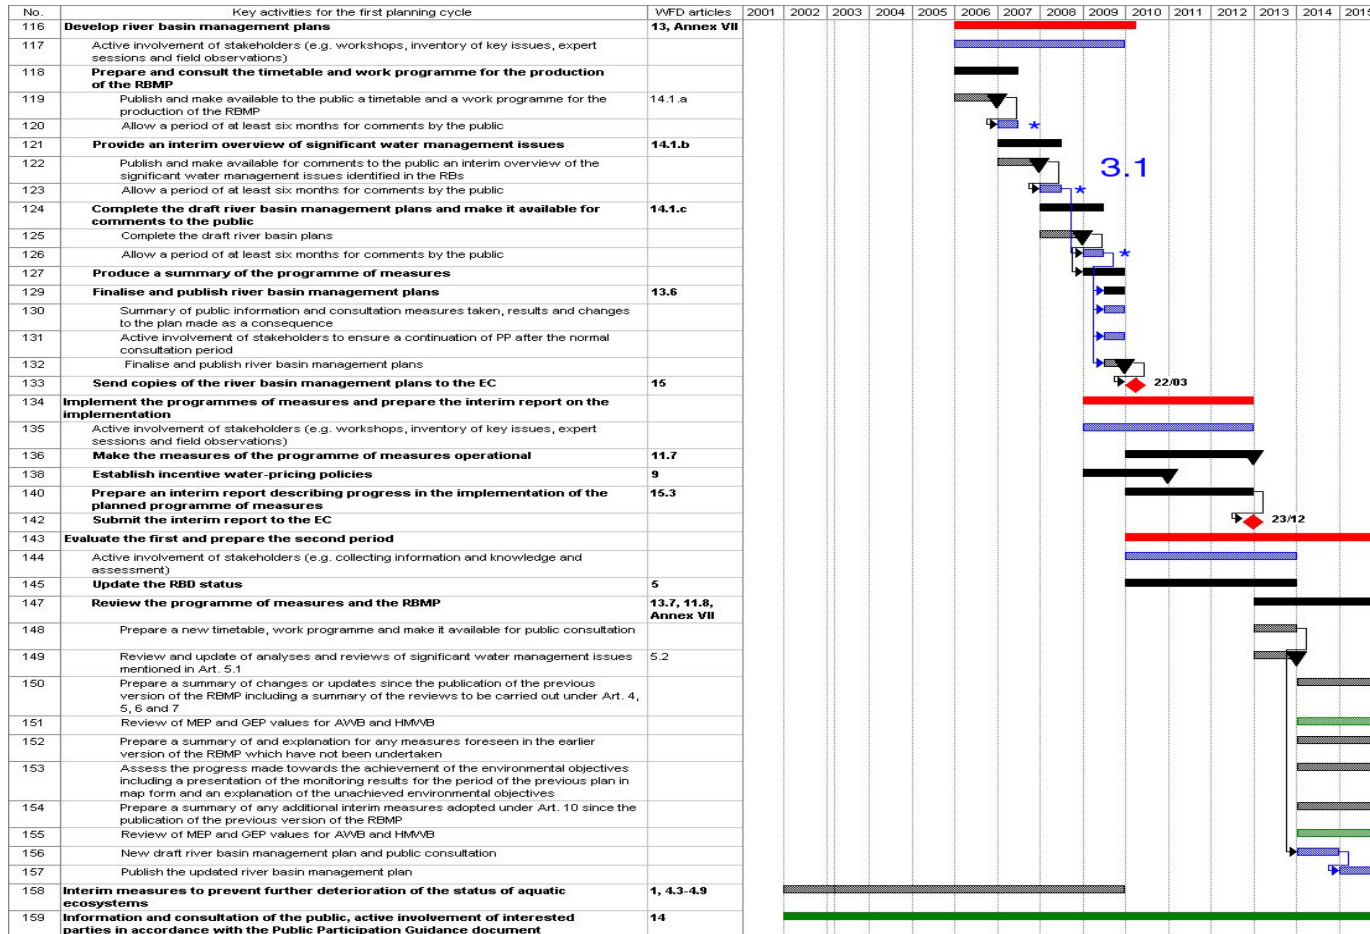 No. Key activities for the first planning cycle WFD articles 2001 2002 2003 2004 2005 2006 2007 2008 2009 2010 2011 2012 2013 2014 2015
116 Develop river basin management plans 13, Annex VII
117 Active involvement of stakeholders (e.g. workshops, inventory of key issues, expert
sessions and field observations)
118 Prepare and consult the timetable and work programme for the production
of the RBMP
119 Publish and make available to the public a timetable and a work programme for the 14.1.a
production of the RBMP
120 Allow a period of at least six months for comments by the public *
121 Provide an interim overview of significant water management issues 14.1.b
122 Publish and make available for comments to the public an interim overview of the
significant water management issues identified in the RBs
3.1
123 Allow a period of at least six months for comments by the public *
124 Complete the draft river basin management plans and make it available for 14.1.c
comments to the public
125 Complete the draft river basin plans
126 Allow a period of at least six months for comments by the public *
127 Produce a summary of the programme of measures
129 Finalise and publish river basin management plans 13.6
130 Summary of public information and consultation measures taken, results and changes
to the plan made as a consequence
131 Active involvement of stakeholders to ensure a continuation of PP after the normal
consultation period
132 Finalise and publish river basin management plans
133 Send copies of the river basin management plans to the EC 15 22/03
134 Implement the programmes of measures and prepare the interim report on the
implementation
135 Active involvement of stakeholders (e.g. workshops, inventory of key issues, expert
sessions and field observations)
136 Make the measures of the programme of measures operational 11.7
138 Establish incentive water-pricing policies 9
140 Prepare an interim report describing progress in the implementation of the 15.3
planned programme of measures
142 Submit the interim report to the EC 23/12
143 Evaluate the first and prepare the second period
144 Active involvement of stakeholders (e.g. collecting information and knowledge and
assessment)
145 Update the RBD status 5
147 Review the programme of measures and the RBMP 13.7, 11.8,
Annex VII
148 Prepare a new timetable, work programme and make it available for public consultation
149 Review and update of analyses and reviews of significant water management issues 5.2
mentioned in Art. 5.1
150 Prepare a summary of changes or updates since the publication of the previous
version of the RBMP including a summary of the reviews to be carried out under Art. 4,
5, 6 and 7
151 Review of MEP and GEP values for AWB and HMWB
152 Prepare a summary of and explanation for any measures foreseen in the earlier
version of the RBMP which have not been undertaken
153 Assess the progress made towards the achievement of the environmental objectives
including a presentation of the monitoring results for the period of the previous plan in
map form and an explanation of the unachieved environmental objectives
154 Prepare a summary of any additional interim measures adopted under Art. 10 since the
publication of the previous version of the RBMP
155 Review of MEP and GEP values for AWB and HMWB
156 New draft river basin management plan and public consultation
157 Publish the updated river basin management plan
158 Interim measures to prevent further deterioration of the status of aquatic 1, 4.3-4.9
ecosystems
159 Information and consultation of the public, active involvement of interested 14
parties in accordance with the Public Participation Guidance document